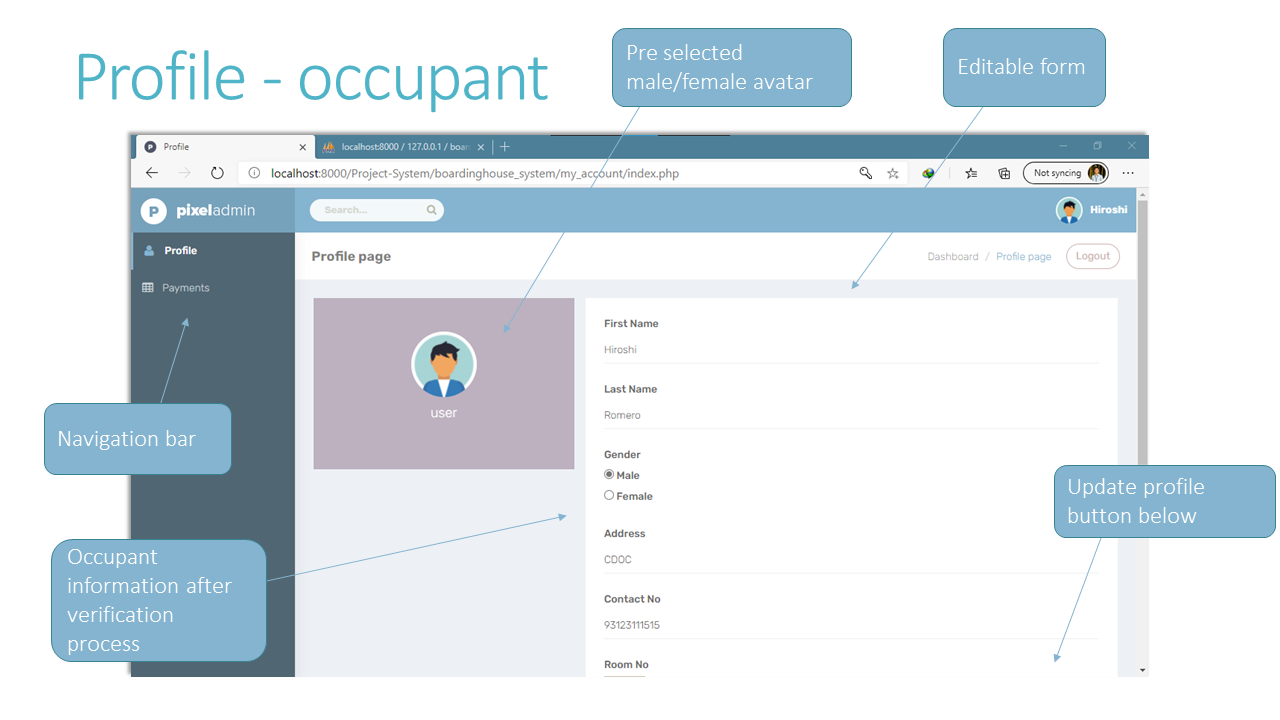 Profile - occupant
Pre selected
male/female avatar
Editable form
Profile
localhost:8000 / 127.0.0.1 / boar
localhost:8000/Project-System/boardinghouse_system/my_account/index.php
Not syncing
P pixeladmin
Search...
Hiroshi
Profile
Payments
Profile page
Dashboard / Profile page
Logout
user
First Name
Hiroshi
Last Name
Romero
Gender
Male
Female
Address
CDOC
Contact No
93123111515
Room No
Navigation bar
Occupant
information after
verification
process
Update profile
button below